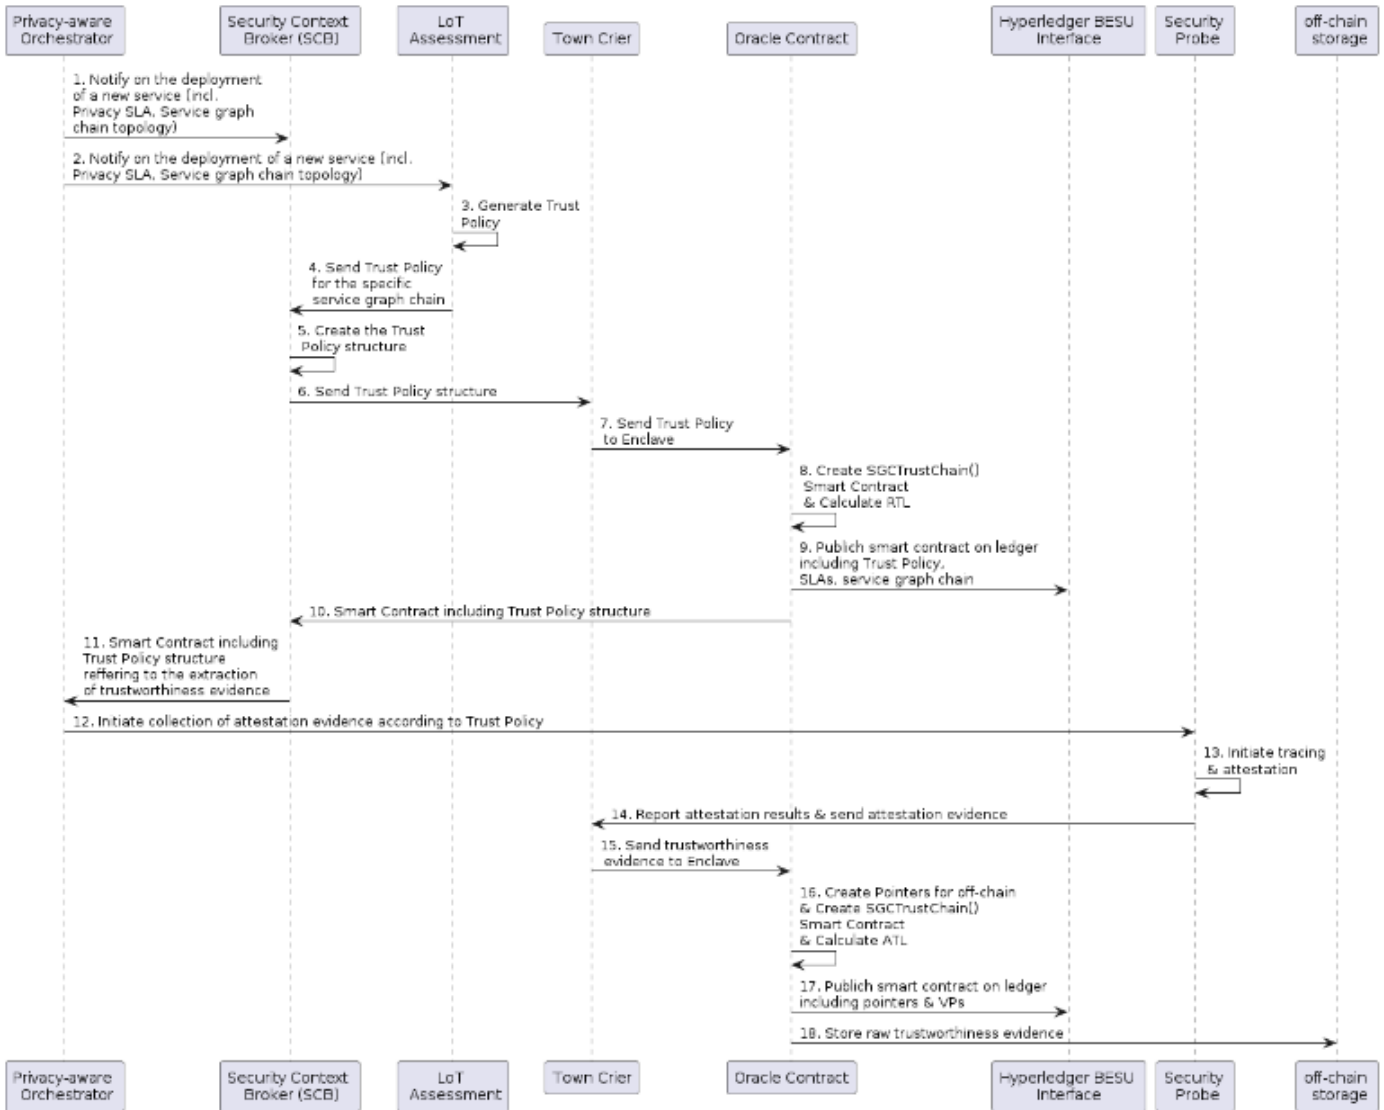 Privacy-aware
Orchestrator
Security Context
Broker (SCB)
LoT
Assessment
Town Crier
Oracle Contract
Hyperledger BESU
Interface
Security
Probe
off-chain
storage
1. Notify on the deployment
of a new service (incl.
Privacy SLA, Service graph
chain topology)
2. Notify on the deployment of a new service (incl.
Privacy SLA, Service graph chain topology)
3. Generate Trust
Policy
4. Send Trust Policy
for the specific
service graph chain
5. Create the Trust
Policy structure
6. Send Trust Policy structure
7. Send Trust Policy
to Enclave
8. Create SGCTrustChain()
Smart Contract
& Calculate RTL
9. Publish smart contract on ledger
including Trust Policy,
SLAs, service graph chain
10. Smart Contract including Trust Policy structure
11. Smart Contract including
Trust Policy structure
reffering to the extraction
of trustworthiness evidence
12. Initiate collection of attestation evidence according to Trust Policy
13. Initiate tracing
& attestation
14. Report attestation results & send attestation evidence
15. Send trustworthiness
evidence to Enclave
16. Create Pointers for off-chain
& Create SGCTrustChain()
Smart Contract
& Calculate ATL
17. Publish smart contract on ledger
including pointers & VPs
18. Store raw trustworthiness evidence
Privacy-aware
Orchestrator
Security Context
Broker (SCB)
LoT
Assessment
Town Crier
Oracle Contract
Hyperledger BESU
Interface
Security
Probe
off-chain
storage